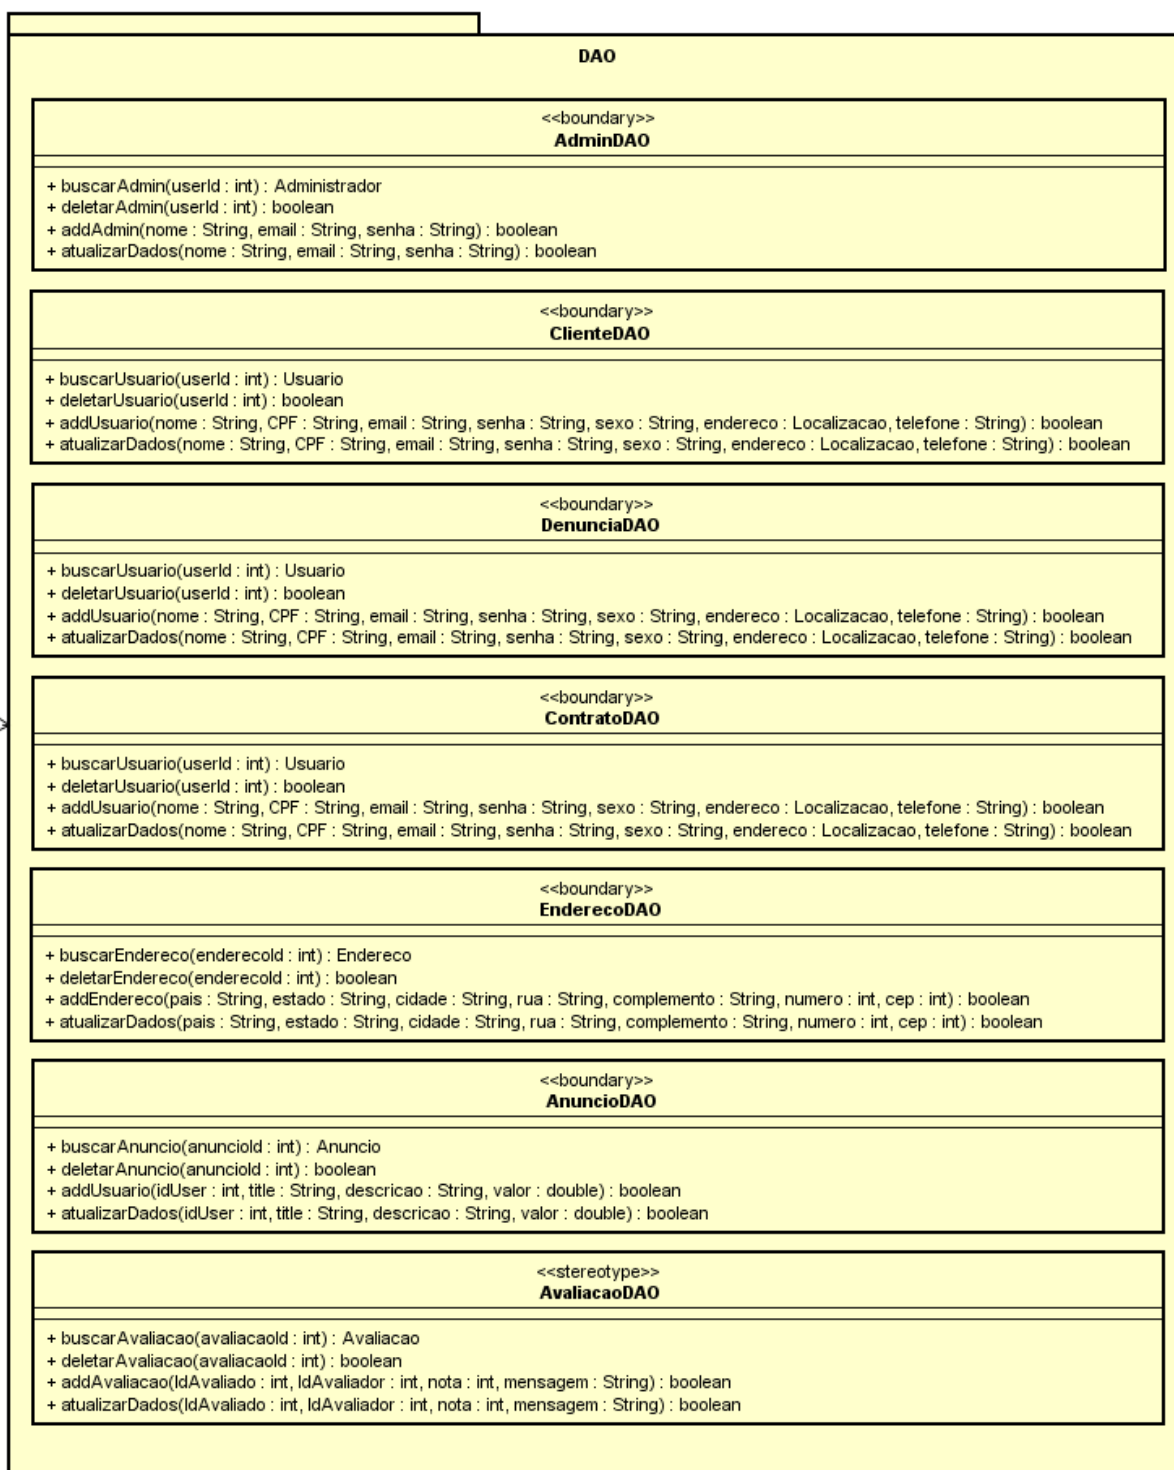 DAO
<<boundary>>
AdminDAO
+ buscarAdmin(userId : int) : Administrador
+ deletarAdmin(userId : int) : boolean
+ addAdmin(nome : String, email : String, senha : String) : boolean
+ atualizarDados(nome : String, email : String, senha : String) : boolean
<<boundary>>
ClienteDAO
+ buscarUsuario(userId : int) : Usuario
+ deletarUsuario(userId : int) : boolean
+ addUsuario(nome : String, CPF : String, email : String, senha : String, sexo : String, endereco : Localizacao, telefone : String) : boolean
+ atualizarDados(nome : String, CPF : String, email : String, senha : String, sexo : String, endereco : Localizacao, telefone : String) : boolean
<<boundary>>
DenunciaDAO
+ buscarUsuario(userId : int) : Usuario
+ deletarUsuario(userId : int) : boolean
+ addUsuario(nome : String, CPF : String, email : String, senha : String, sexo : String, endereco : Localizacao, telefone : String) : boolean
+ atualizarDados(nome : String, CPF : String, email : String, senha : String, sexo : String, endereco : Localizacao, telefone : String) : boolean
<<boundary>>
ContratoDAO
+ buscarUsuario(userId : int) : Usuario
+ deletarUsuario(userId : int) : boolean
+ addUsuario(nome : String, CPF : String, email : String, senha : String, sexo : String, endereco : Localizacao, telefone : String) : boolean
+ atualizarDados(nome : String, CPF : String, email : String, senha : String, sexo : String, endereco : Localizacao, telefone : String) : boolean
<<boundary>>
EnderecoDAO
+ buscarEndereco(enderecoId : int) : Endereco
+ deletarEndereco(enderecoId : int) : boolean
+ addEndereco(pais : String, estado : String, cidade : String, rua : String, complemento : String, numero : int, cep : int) : boolean
+ atualizarDados(pais : String, estado : String, cidade : String, rua : String, complemento : String, numero : int, cep : int) : boolean
<<boundary>>
AnuncioDAO
+ buscarAnuncio(anuncioId : int) : Anuncio
+ deletarAnuncio(anuncioId : int) : boolean
+ addUsuario(idUser : int, title : String, descricao : String, valor : double) : boolean
+ atualizarDados(idUser : int, title : String, descricao : String, valor : double) : boolean
<<stereotype>>
AvaliacaoDAO
+ buscarAvaliacao(avaliacaoId : int) : Avaliacao
+ deletarAvaliacao(avaliacaoId : int) : boolean
+ addAvaliacao(IdAvaliado : int, IdAvaliador : int, nota : int, mensagem : String) : boolean
+ atualizarDados(IdAvaliado : int, IdAvaliador : int, nota : int, mensagem : String) : boolean